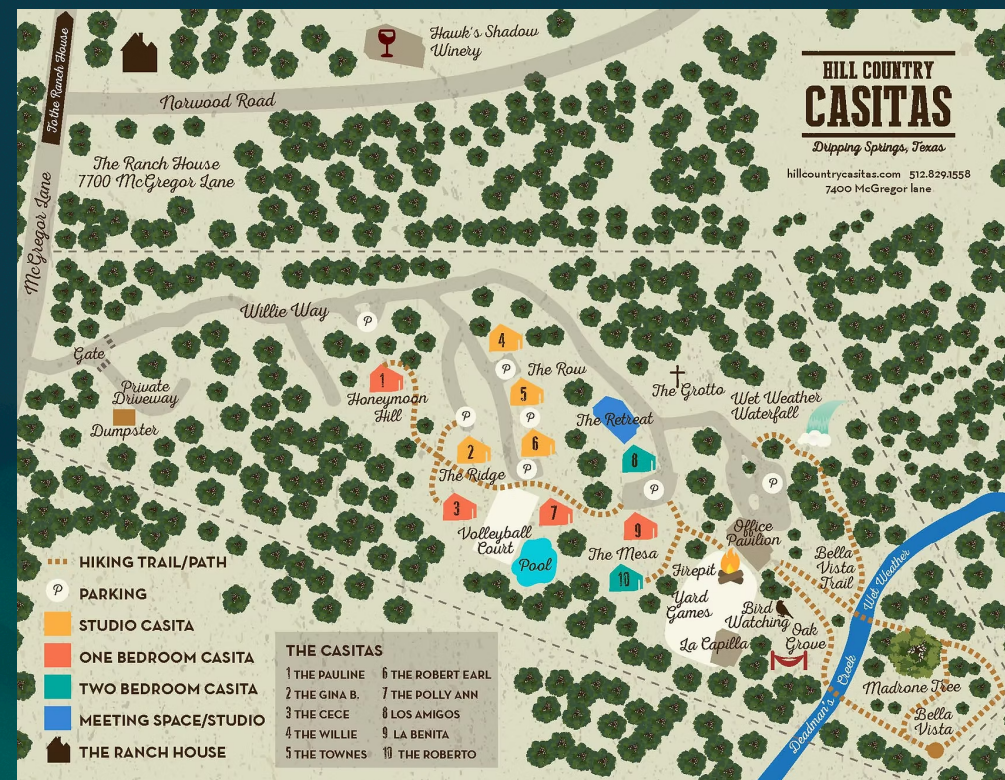 To the Ranch House
Hawk's Shadow
Winery
Norwood Road
HILL COUNTRY
CASITAS
Dripping Springs, Texas
hillcountrycasitas.com 512.829.1558
7400 McGregor lane
The Ranch House
7700 McGregor Lane
McGregor Lane
Willie Way
P
Gate
Private
Driveway
Dumpster
1
Honeymoon
Hill
4
P
The Row
5
P
P
6
2
P
The Ridge
The Retreat
8
P
The Grotto
Wet Weather
Waterfall
P
3
7
9
Volleyball
Court
Pool
The Mesa
10
Office
Pavilion
Firepit
Yard
Games
Bird
Watching
La Capilla
Oak
Grove
Bella
Vista
Trail
Wet Weather
Deadman's Creek
Madrone Tree
Bella
Vista
HIKING TRAIL/PATH
P PARKING
STUDIO CASITA
ONE BEDROOM CASITA
TWO BEDROOM CASITA
MEETING SPACE/STUDIO
THE RANCH HOUSE
THE CASITAS
1 THE PAULINE
2 THE GINA B.
3 THE CECE
4 THE WILLIE
5 THE TOWNES
6 THE ROBERT EARL
7 THE POLLY ANN
8 LOS AMIGOS
9 LA BENITA
10 THE ROBERTO